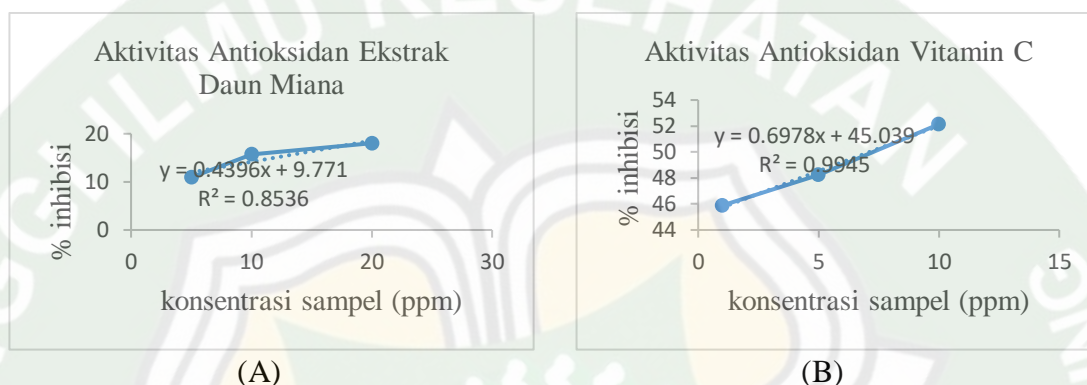 Aktivitas Antioksidan Ekstrak
Daun Miana
% inhibisi
20
10
0
y = 0.4396x + 9.771
R² = 0.8536
0 10 20 30
konsentrasi sampel (ppm)
(A)
Aktivitas Antioksidan Vitamin C
% inhibisi
54
52
50
48
46
44
y = 0.6978x + 45.039
R² = 0.9945
0 5 10 15
konsentrasi sampel (ppm)
(B)
ILMU KESEHATAN